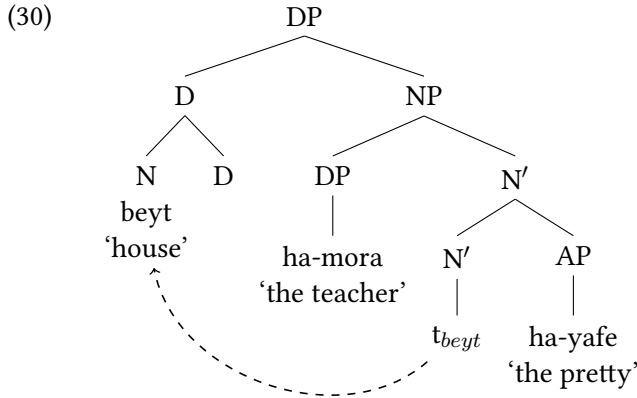 (30) DP
D NP
N D DP N′
beyt
‘house’ ha-mora N′ AP
‘the teacher’
t_beyt ha-yafe
‘the pretty’